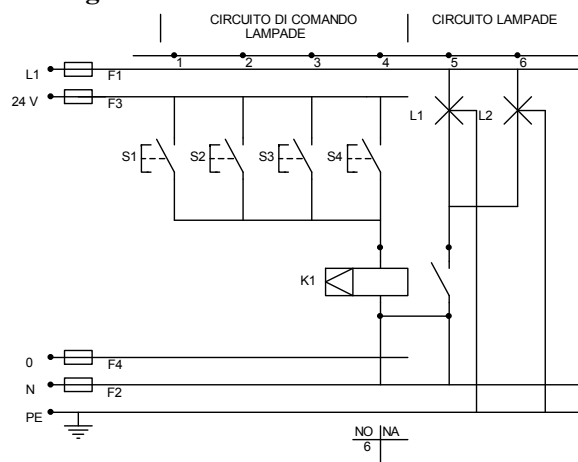 CIRCUITO DI COMANDO
LAMPADE
CIRCUITO LAMPADE
1 2 3 4 5 6
L1 F1
24 V F3
L1 L2
S1 S2 S3 S4
K1
0 F4
N F2
PE
NO NA
6